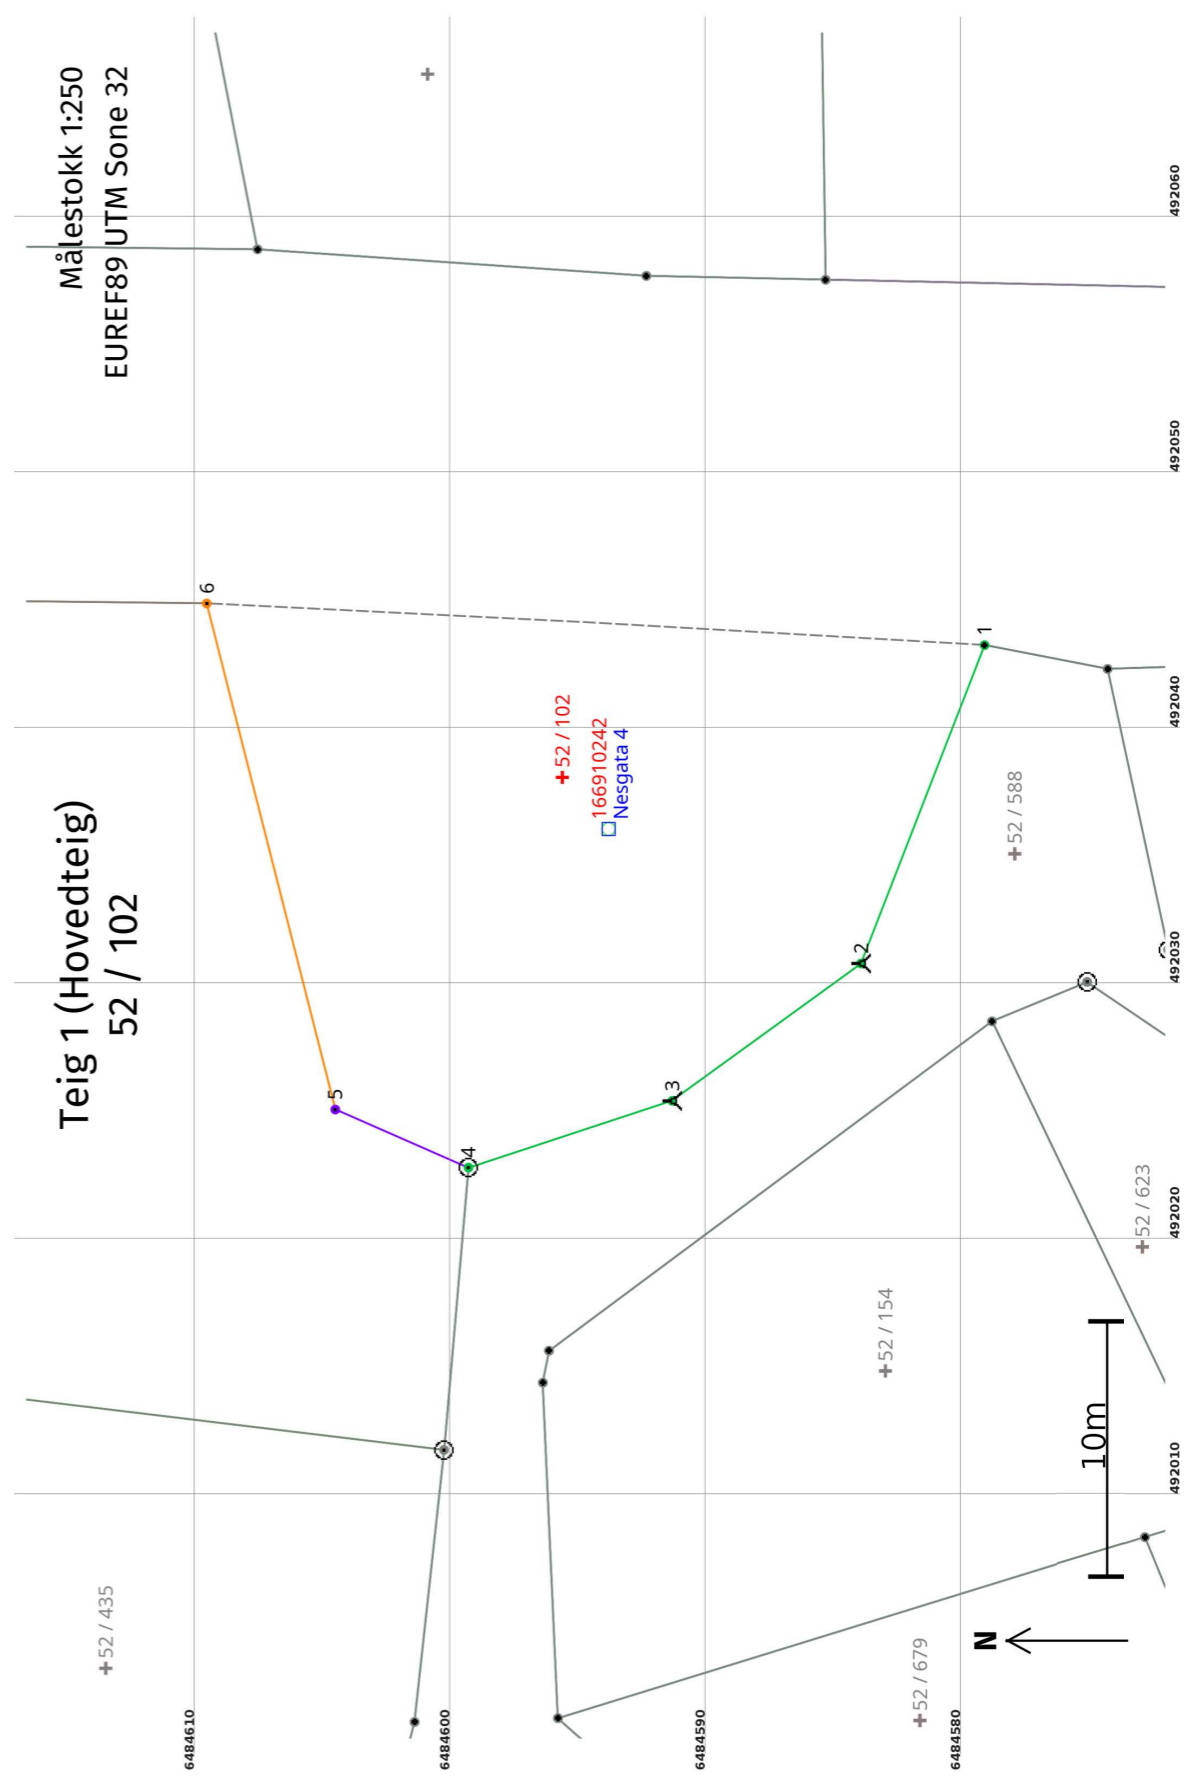 Teig 1 (Hovedteig)
52 / 102
Målestokk 1:250
EUREF89 UTM Sone 32
52 / 435
6
5
4
3
2
1
52 / 102
166910242
Nesgata 4
52 / 588
52 / 154
52 / 623
52 / 679
10m
N
6484610
6484600
6484590
6484580
492010
492020
492030
492040
492050
492060